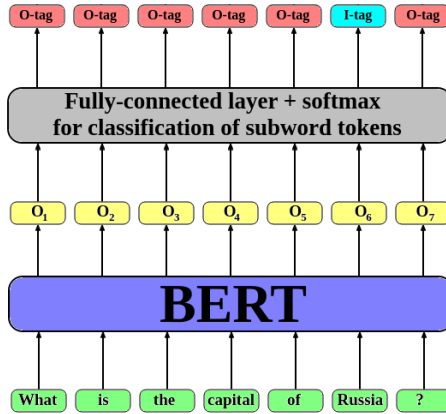 O-tag O-tag O-tag O-tag O-tag I-tag O-tag
Fully-connected layer + softmax
for classification of subword tokens
O1 O2 O3 O4 O5 O6 O7
BERT
What is the capital of Russia ?